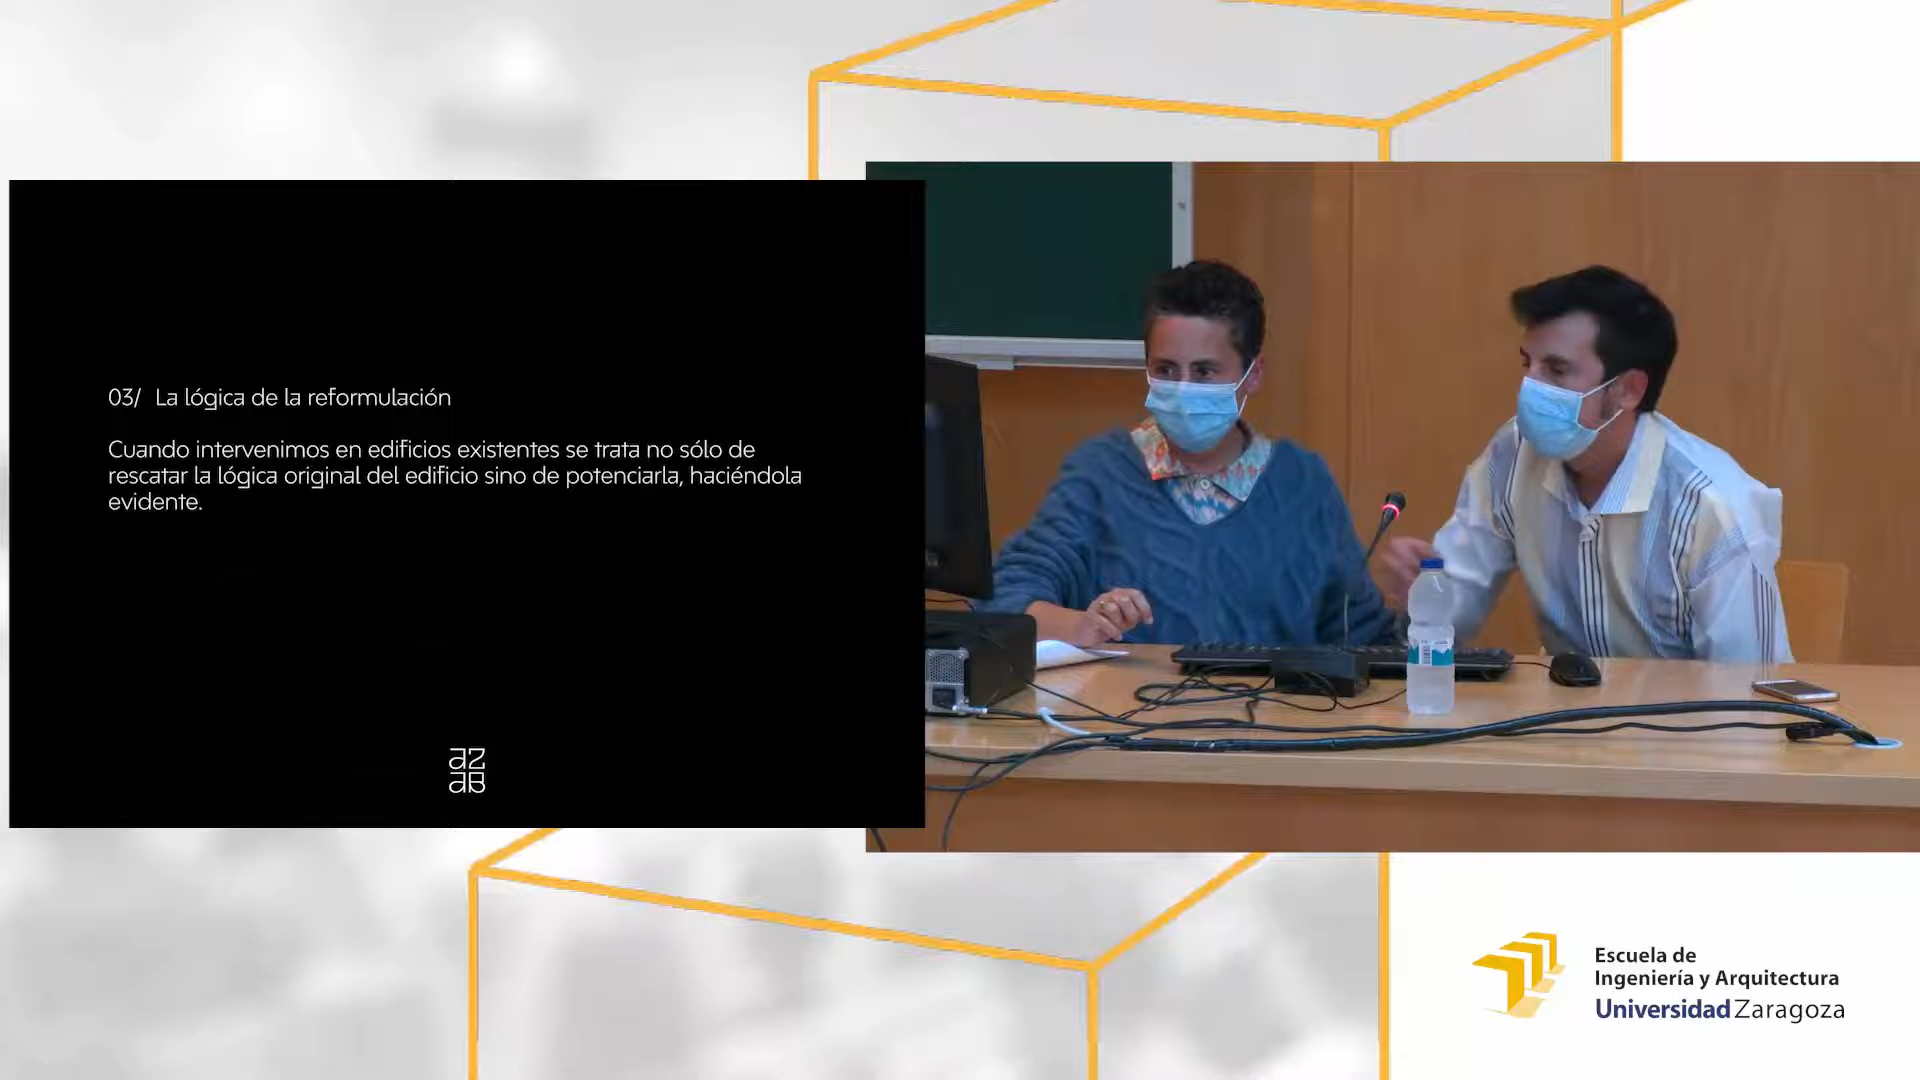 03/ La lógica de la reformulación
Cuando intervenimos en edificios existentes se trata no sólo de
rescatar la lógica original del edificio sino de potenciarla, haciéndola
evidente.
az
ab
Escuela de
Ingeniería y Arquitectura
Universidad Zaragoza